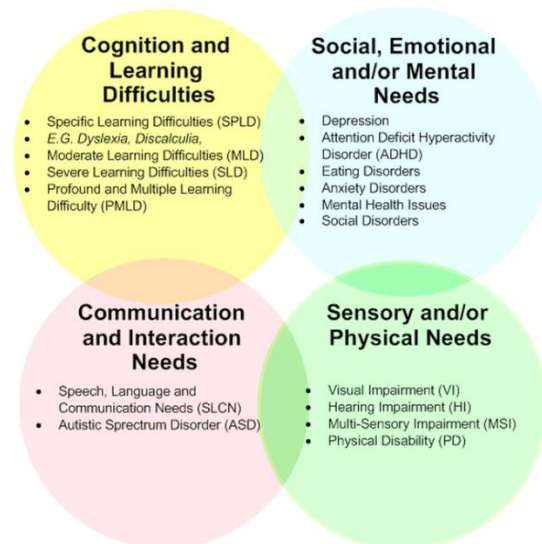 Cognition and
Learning
Difficulties
• Specific Learning Difficulties (SPLD)
• E.G. Dyslexia, Discalculia,
• Moderate Learning Difficulties (MLD)
• Severe Learning Difficulties (SLD)
• Profound and Multiple Learning
Difficulty (PMLD)
Social, Emotional
and/or Mental
Needs
• Depression
• Attention Deficit Hyperactivity
Disorder (ADHD)
• Eating Disorders
• Anxiety Disorders
• Mental Health Issues
• Social Disorders
Communication
and Interaction
Needs
• Speech, Language and
Communication Needs (SLCN)
• Autistic Sprectrum Disorder (ASD)
Sensory and/or
Physical Needs
• Visual Impairment (VI)
• Hearing Impairment (HI)
• Multi-Sensory Impairment (MSI)
• Physical Disability (PD)